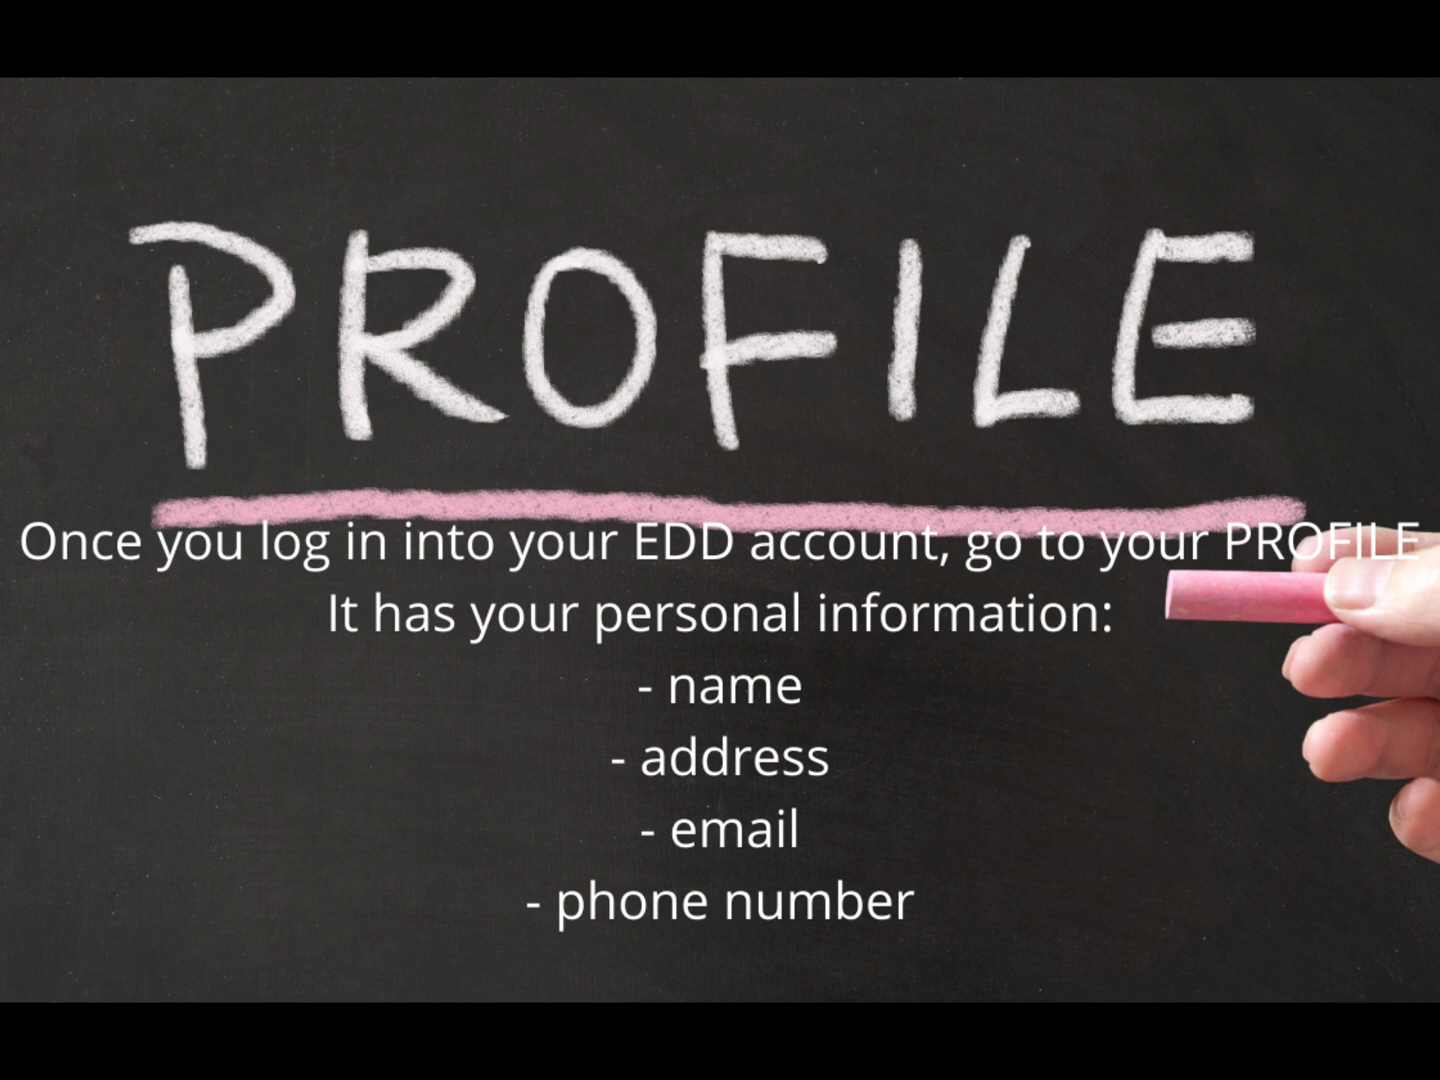 PROFILE
Once you log in into your EDD account, go to your PROFILE
It has your personal information:
- name
- address
- email
- phone number